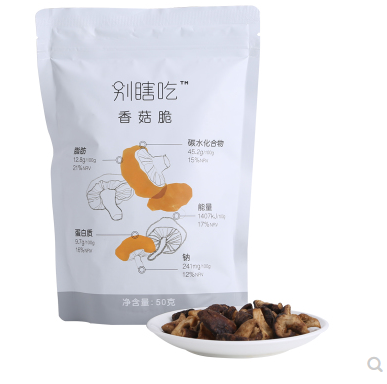 别瞎吃™
香菇脆
脂肪
12.8g/100g
21%NRV
碳水化合物
45.2g/100g
15%NRV
能量
1407kJ/100g
17%NRV
蛋白质
9.7g/100g
16%NRV
钠
241mg/100g
12%NRV
净含量:50克